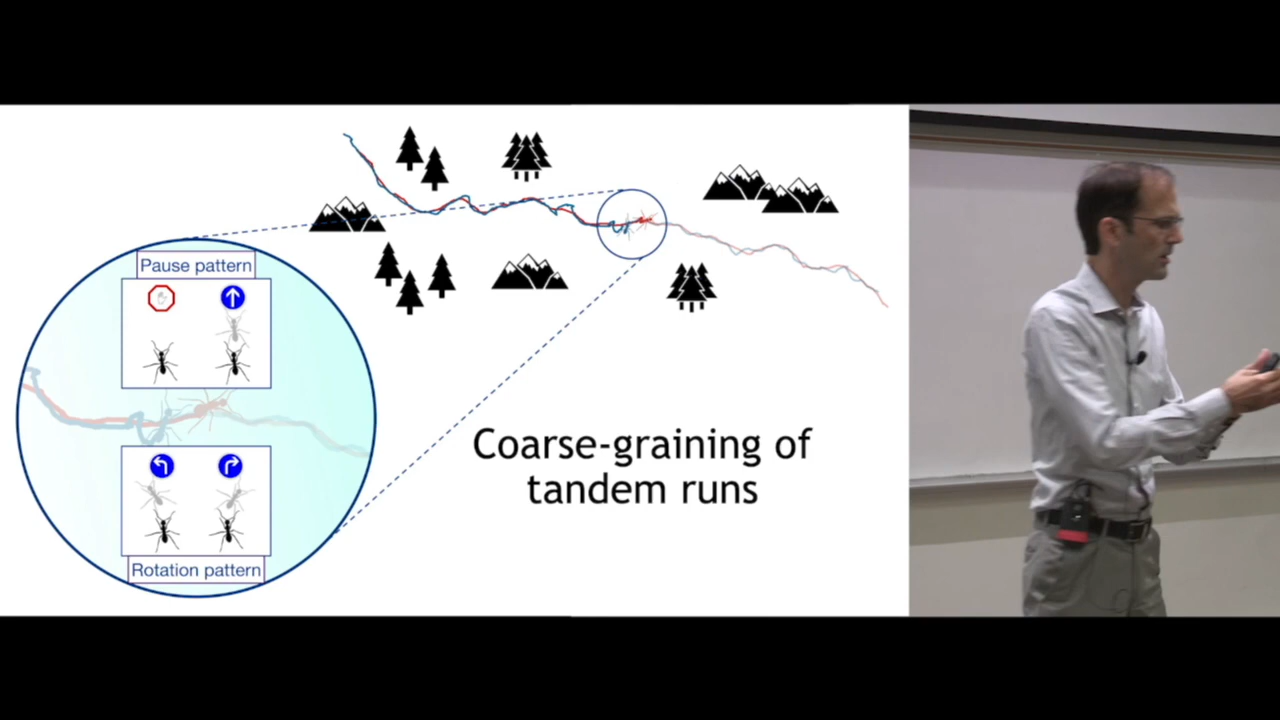 Pause pattern
Coarse-graining of
tandem runs
Rotation pattern